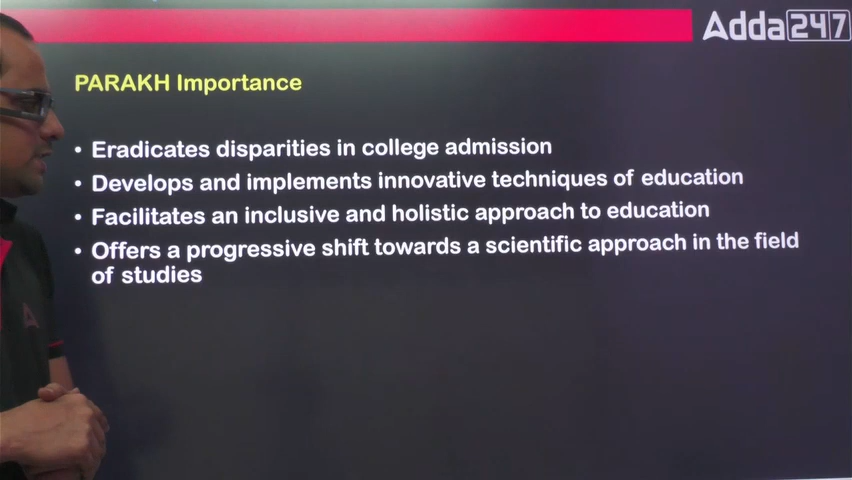 Adda247
PARAKH Importance
• Eradicates disparities in college admission
• Develops and implements innovative techniques of education
• Facilitates an inclusive and holistic approach to education
• Offers a progressive shift towards a scientific approach in the field
of studies